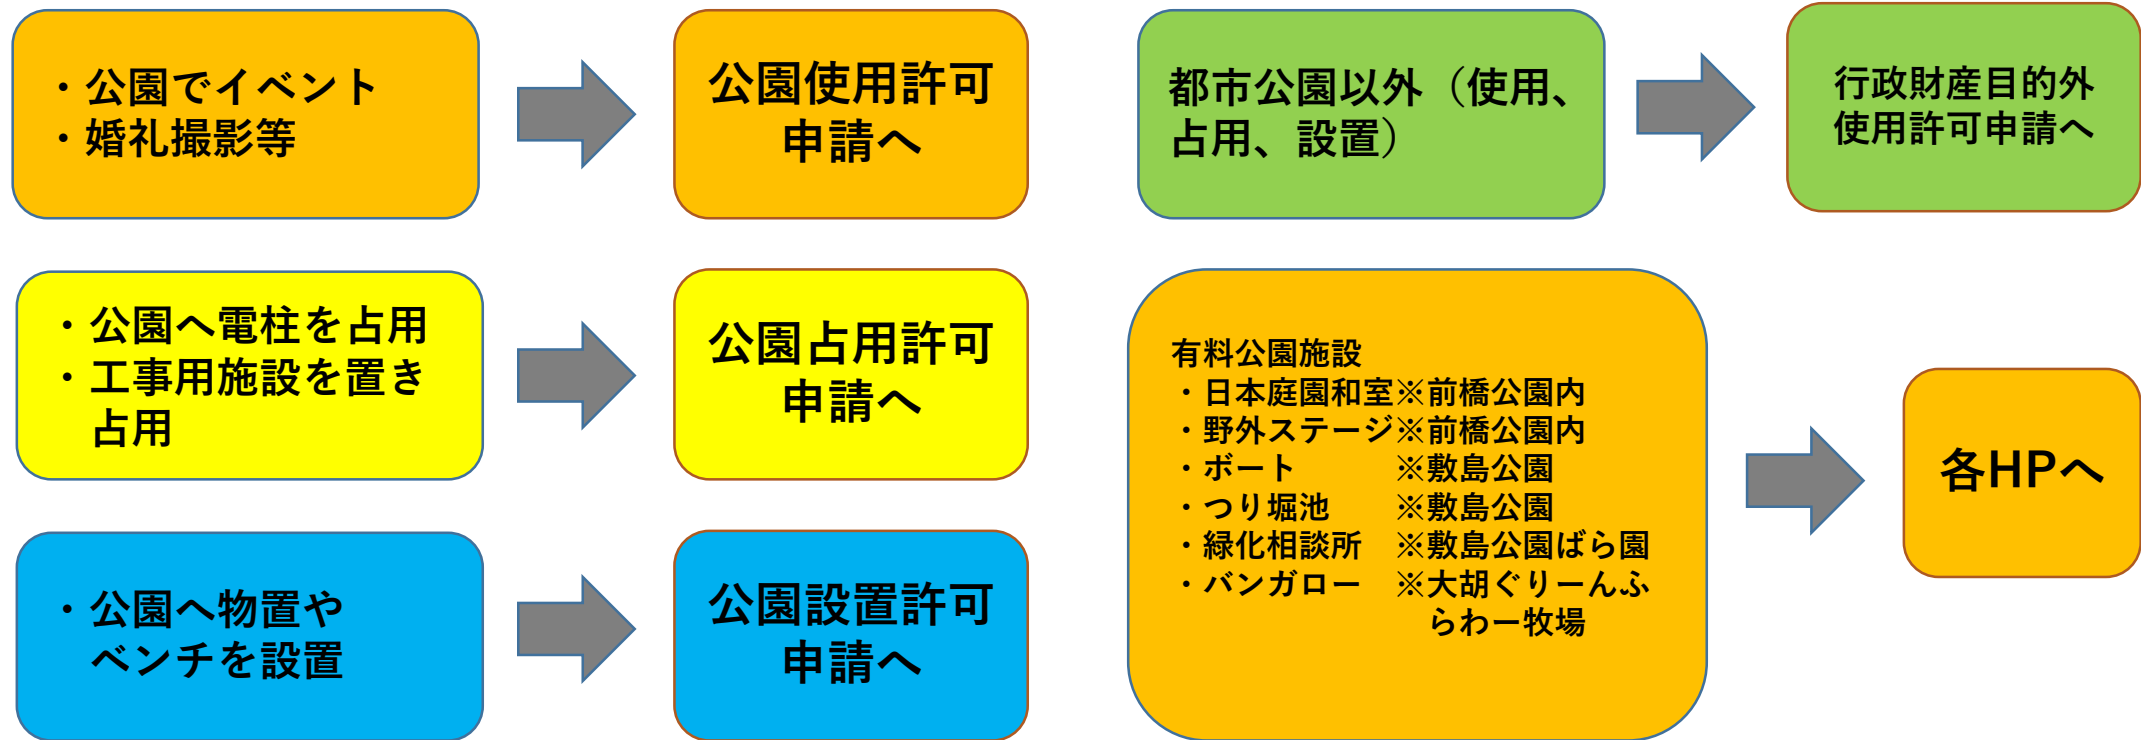 ・公園でイベント
・婚礼撮影等
公園使用許可
申請へ
・公園へ電柱を占用
・工事用施設を置き
占用
公園占用許可
申請へ
・公園へ物置や
ベンチを設置
公園設置許可
申請へ
都市公園以外（使用、
占用、設置）
行政財産目的外
使用許可申請へ
有料公園施設
・日本庭園和室※前橋公園内
・野外ステージ※前橋公園内
・ボート　　　※敷島公園
・つり堀池　　※敷島公園
・緑化相談所　※敷島公園ばら園
・バンガロー　※大胡ぐりーんふ
らわー牧場
各HPへ